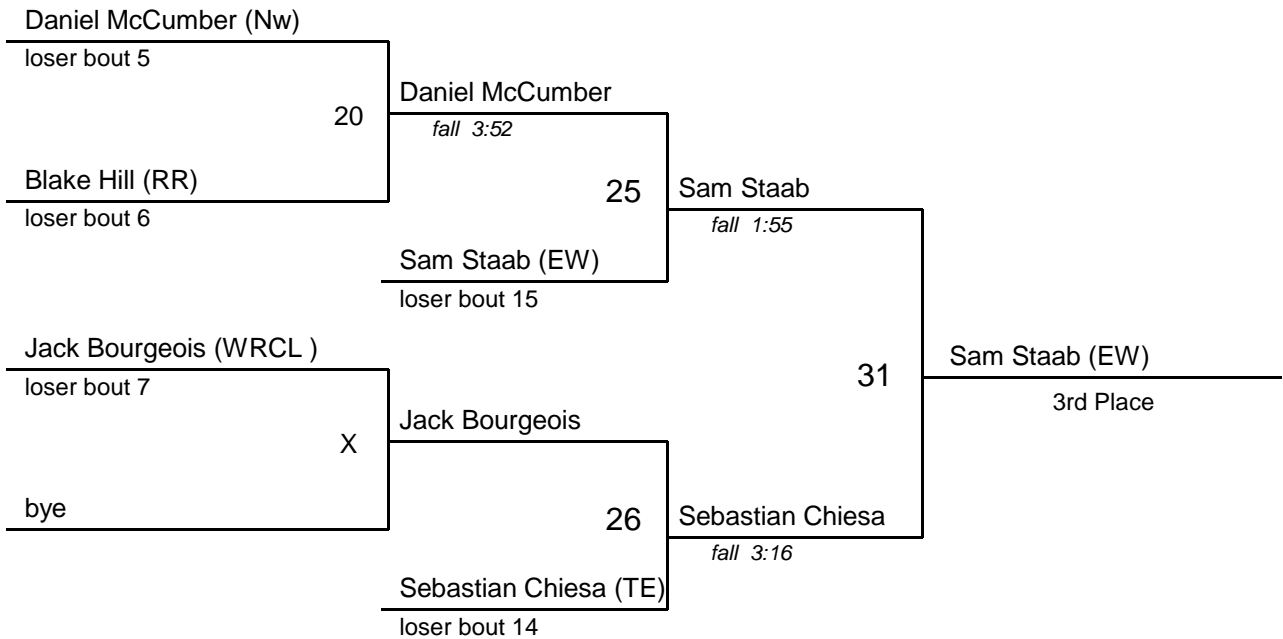 Daniel McCumber (Nw)
loser bout 5
20
Daniel McCumber
fall 3:52
Blake Hill (RR)
loser bout 6
25
Sam Staab
fall 1:55
Sam Staab (EW)
loser bout 15
Jack Bourgeois (WRCL )
loser bout 7
31
Sam Staab (EW)
3rd Place
X
Jack Bourgeois
bye
26
Sebastian Chiesa
fall 3:16
Sebastian Chiesa (TE)
loser bout 14